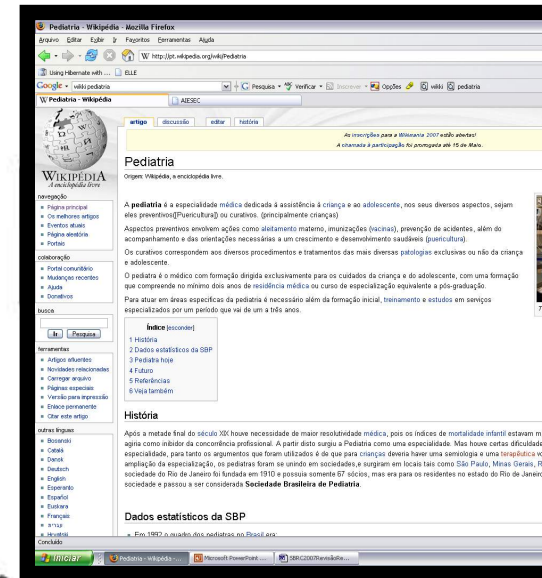 Pediatria - Wikipédia - Mozilla Firefox
Arquivo Editar Exibir Ir Favoritos Ferramentas Ajuda
http://pt.wikipedia.org/wiki/Pediatria
Using Hibernate with ... ELLE
Google wikki pediatria Pesquisa Verificar Opções wikki pediatria
Pediatria - Wikipédia AIESEC
WIKIPÉDIA
A enciclopédia livre
navegação
Página principal
Os melhores artigos
Eventos atuais
Página aleatória
Portais
colaboração
Portal comunitário
Mudanças recentes
Ajuda
Donativos
busca
Ir Pesquisa
ferramentas
Artigos afluentes
Novidades relacionadas
Carregar arquivo
Páginas especiais
Versão para impressão
Enlace permanente
Citar este artigo
outras línguas
Bosanski
Català
Dansk
Deutsch
English
Esperanto
Español
Euskara
Français
עברית
Hrvatski
artigo discussão editar história
As inscrições para a Wikimania 2007 estão abertas!
A chamada à participação foi prorrogada até 15 de Maio.
Pediatria
Origem: Wikipédia, a enciclopédia livre.
A pediatria é a especialidade médica dedicada à assistência à criança e ao adolescente, nos seus diversos aspectos, sejam
eles preventivos([Puericultura]) ou curativos. (principalmente crianças)
Aspectos preventivos envolvem ações como aleitamento materno, imunizações (vacinas), prevenção de acidentes, além do
acompanhamento e das orientações necessárias a um crescimento e desenvolvimento saudáveis (puericultura).
Os curativos correspondem aos diversos procedimentos e tratamentos das mais diversas patologias exclusivas ou não da criança
e adolescente.
O pediatra é o médico com formação dirigida exclusivamente para os cuidados da criança e do adolescente, com uma formação
que compreende no mínimo dois anos de residência médica ou curso de especialização equivalente a pós-graduação.
Para atuar em áreas específicas da pediatria é necessário além da formação inicial, treinamento e estudos em serviços
especializados por um período que vai de um a três anos.
Índice [esconder]
1 História
2 Dados estatísticos da SBP
3 Pediatra hoje
4 Futuro
5 Referências
6 Veja também
História
Após a metade final do século XIX houve necessidade de maior resolutividade médica, pois os índices de mortalidade infantil estavam m
agiria como inibidor da concorrência profissional. A partir disto surgiu a Pediatria como uma especialidade. Mas houve certas dificuldade
especialidade, para tanto os argumentos que foram utilizados é de que para crianças deveria haver uma semiologia e uma terapêutica vo
ampliação da especialização, os pediatras foram se unindo em sociedades,e surgiram em locais tais como São Paulo, Minas Gerais, R
sociedade do Rio de Janeiro foi fundada em 1910 e possuia somente 67 sócios, mas era para os residentes no estado do Rio de Janeiro
sociedade e passou a ser considerada Sociedade Brasileira de Pediatria.
Dados estatísticos da SBP
Em 1992 o quadro dos pediatras no Brasil era:
Concluído
Iniciar Pediatria - Wikipédia -... Microsoft PowerPoint ... SBRC2007RevisãoRe...